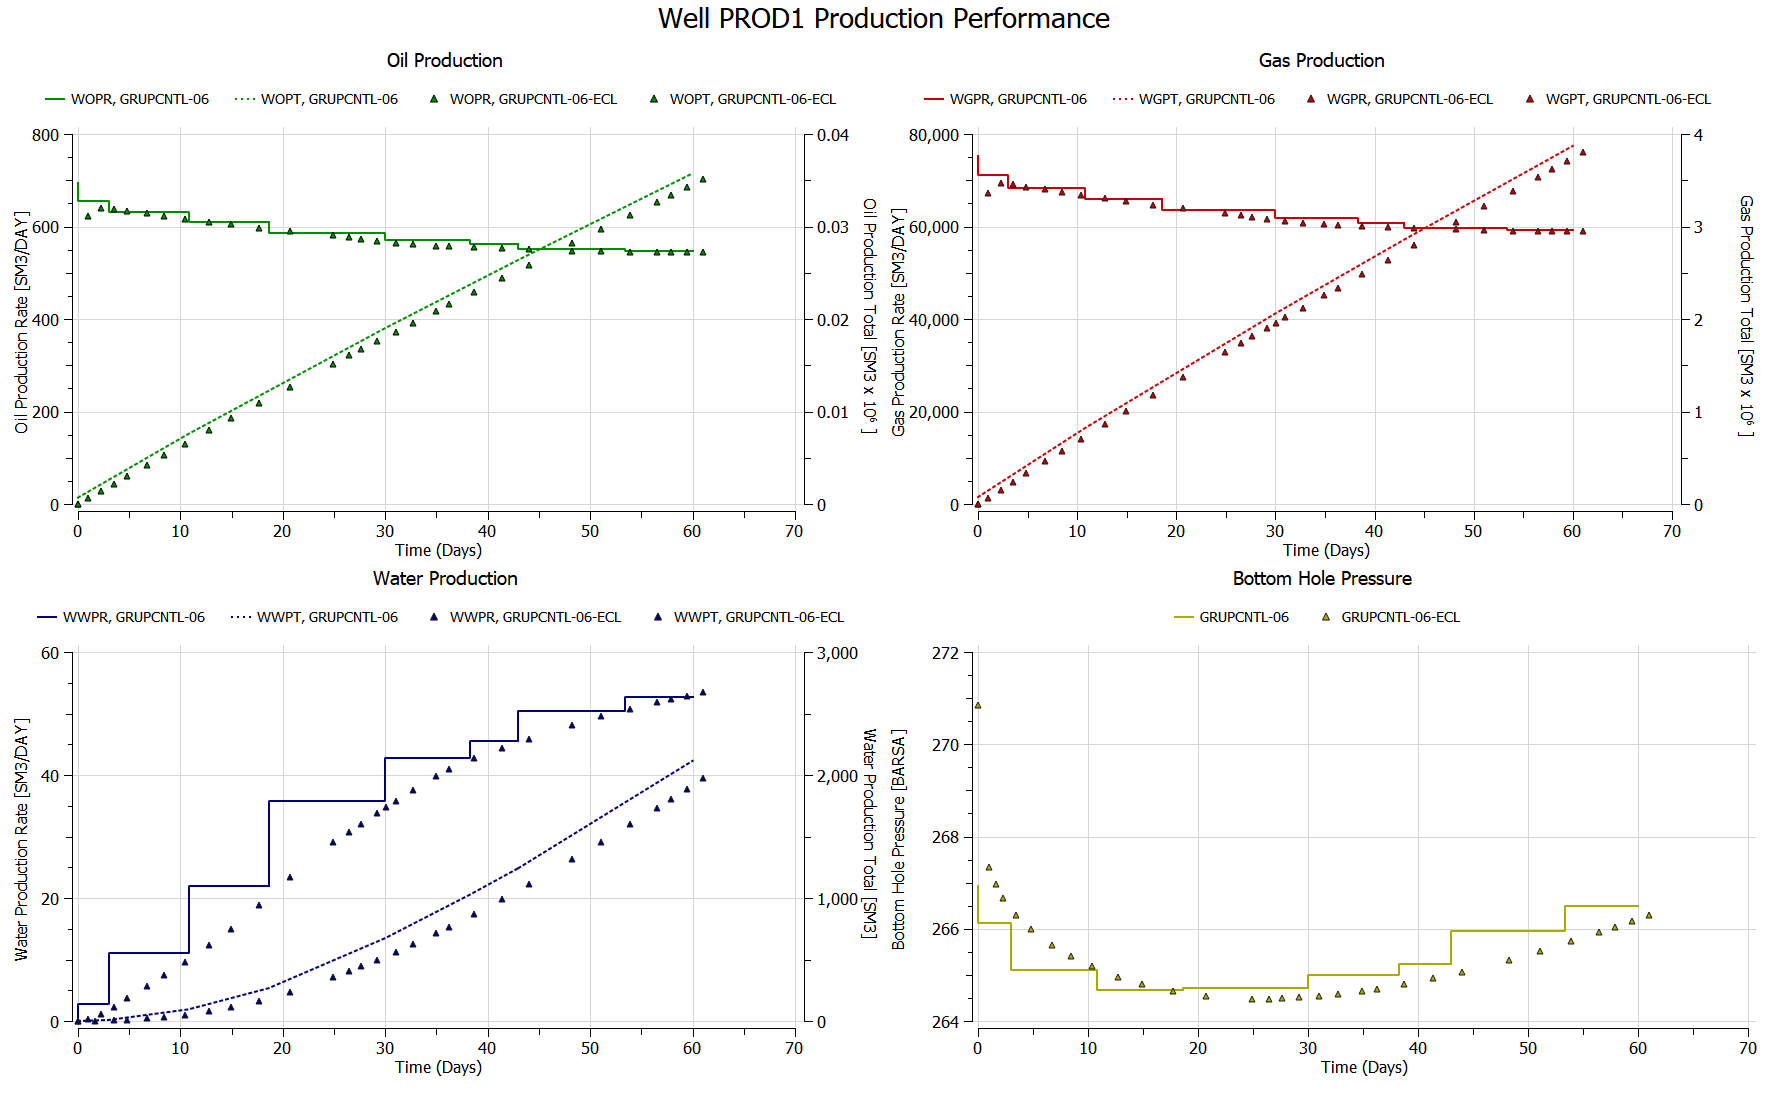 Well PROD1 Production Performance
Oil Production
WOPR, GRUPCNTL-06
WOPT, GRUPCNTL-06
WOPR, GRUPCNTL-06-ECL
WOPT, GRUPCNTL-06-ECL
Oil Production Rate [SM3/DAY]
800
600
400
200
0
0.04
0.03
0.02
0.01
0
Oil Production Total [SM3 x 10⁶ ]
0 10 20 30 40 50 60 70
Time (Days)
Gas Production
WGPR, GRUPCNTL-06
WGPT, GRUPCNTL-06
WGPR, GRUPCNTL-06-ECL
WGPT, GRUPCNTL-06-ECL
Gas Production Rate [SM3/DAY]
80,000
60,000
40,000
20,000
0
4
3
2
1
0
Gas Production Total [SM3 x 10⁶ ]
0 10 20 30 40 50 60 70
Time (Days)
Water Production
WWPR, GRUPCNTL-06
WWPT, GRUPCNTL-06
WWPR, GRUPCNTL-06-ECL
WWPT, GRUPCNTL-06-ECL
Water Production Rate [SM3/DAY]
60
40
20
0
3,000
2,000
1,000
0
Water Production Total [SM3]
0 10 20 30 40 50 60 70
Time (Days)
Bottom Hole Pressure
GRUPCNTL-06
GRUPCNTL-06-ECL
Bottom Hole Pressure [BARSA]
272
270
268
266
264
0 10 20 30 40 50 60 70
Time (Days)